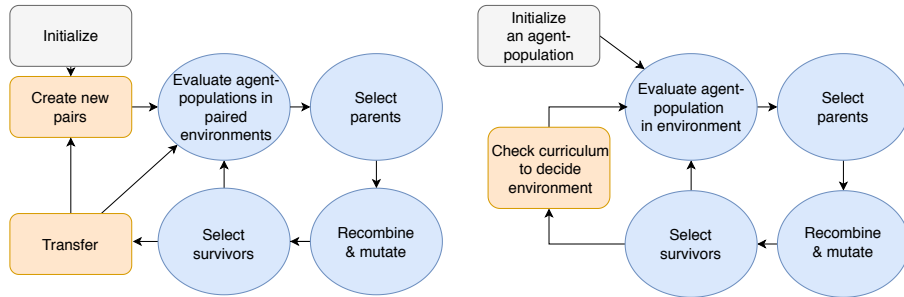 Initialize
Create new
pairs
Evaluate agent-
populations in
paired
environments
Select
parents
Transfer
Select
survivors
Recombine
& mutate
Initialize
an agent-
population
Evaluate agent-
population
in environment
Select
parents
Check curriculum
to decide
environment
Select
survivors
Recombine
& mutate